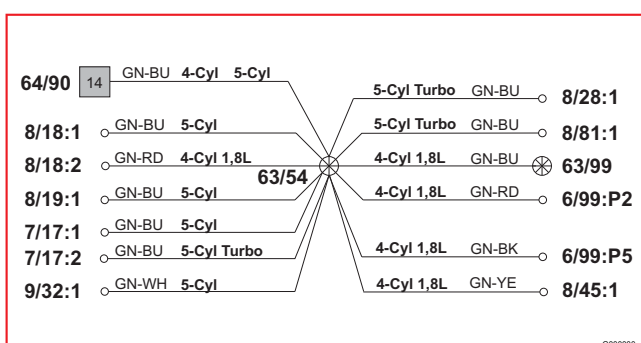 64/90 14 GN-BU 4-Cyl 5-Cyl
5-Cyl Turbo GN-BU 8/28:1
8/18:1 GN-BU 5-Cyl
5-Cyl Turbo GN-BU 8/81:1
8/18:2 GN-RD 4-Cyl 1,8L
63/54
4-Cyl 1,8L GN-BU 63/99
8/19:1 GN-BU 5-Cyl
4-Cyl 1,8L GN-RD 6/99:P2
7/17:1 GN-BU 5-Cyl
7/17:2 GN-BU 5-Cyl Turbo
4-Cyl 1,8L GN-BK 6/99:P5
9/32:1 GN-WH 5-Cyl
4-Cyl 1,8L GN-YE 8/45:1